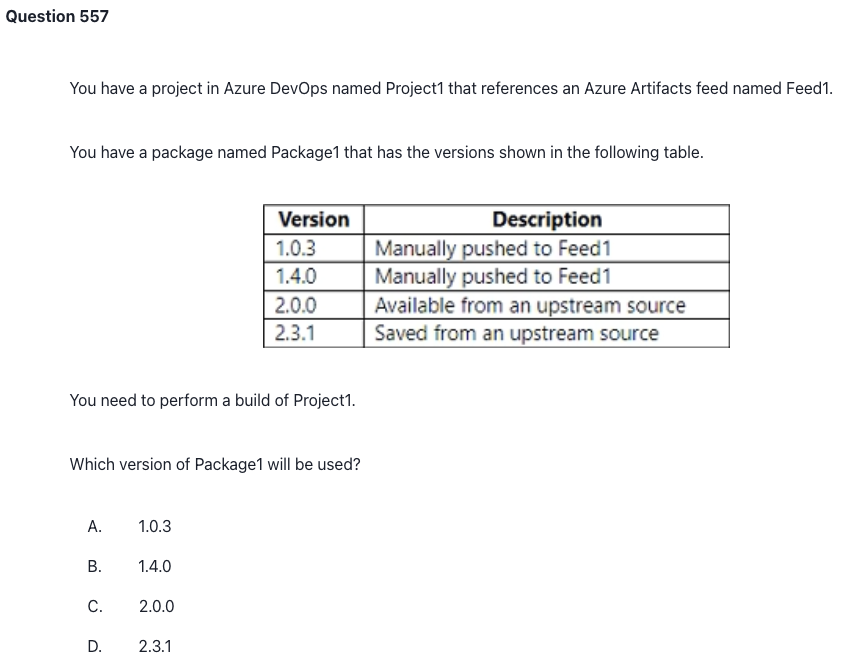 Question 557
You have a project in Azure DevOps named Project1 that references an Azure Artifacts feed named Feed1.
You have a package named Package1 that has the versions shown in the following table.
Version Description
1.0.3 Manually pushed to Feed1
1.4.0 Manually pushed to Feed1
2.0.0 Available from an upstream source
2.3.1 Saved from an upstream source
You need to perform a build of Project1.
Which version of Package1 will be used?
A. 1.0.3
B. 1.4.0
C. 2.0.0
D. 2.3.1